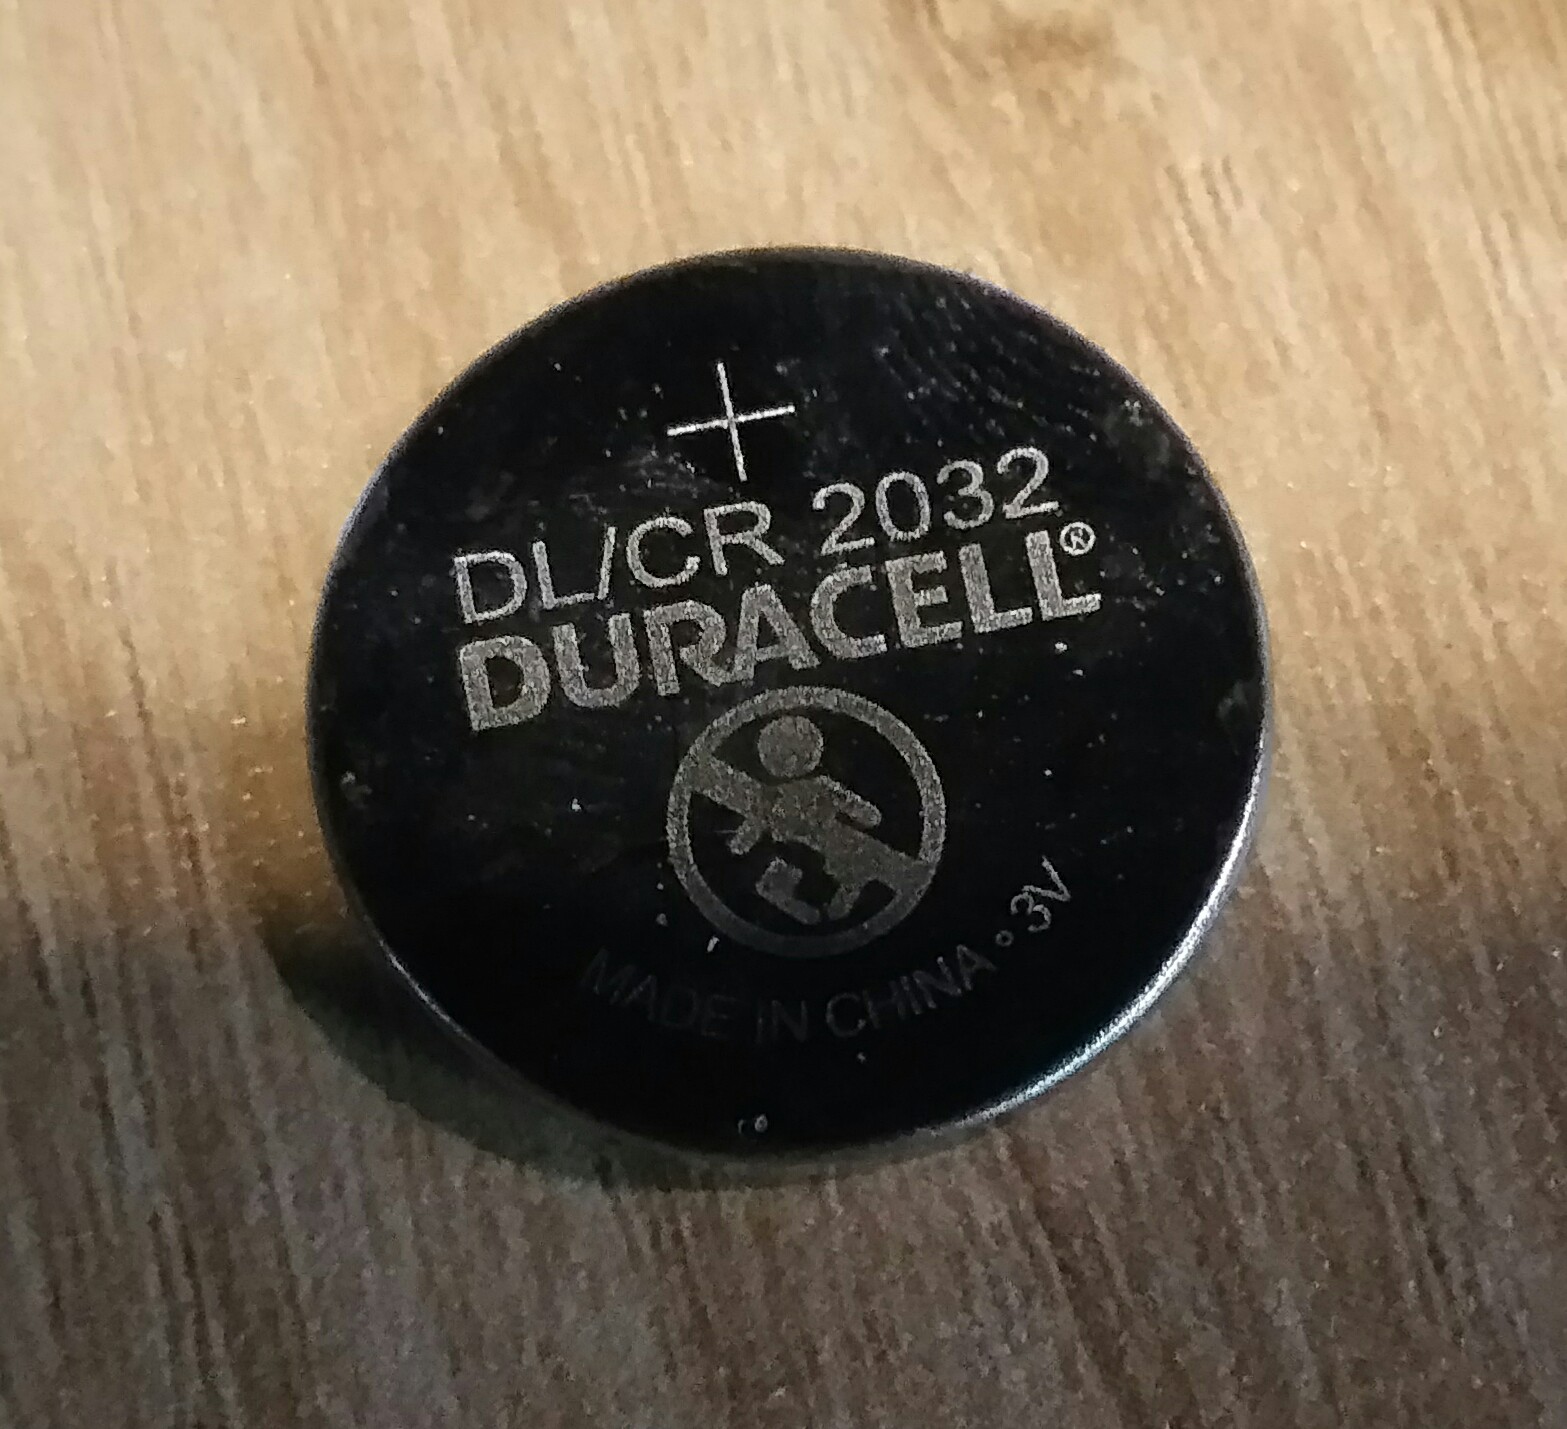 +
DL/CR 2032
DURACELL®
MADE IN CHINA ∘ 3V